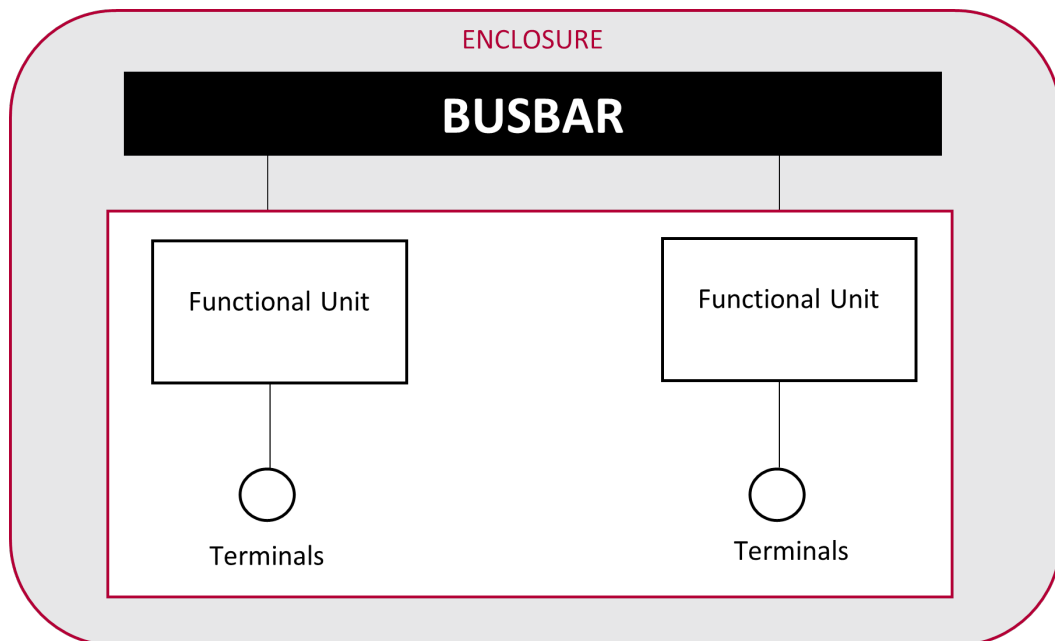 ENCLOSURE
BUSBAR
Functional Unit
Functional Unit
Terminals
Terminals